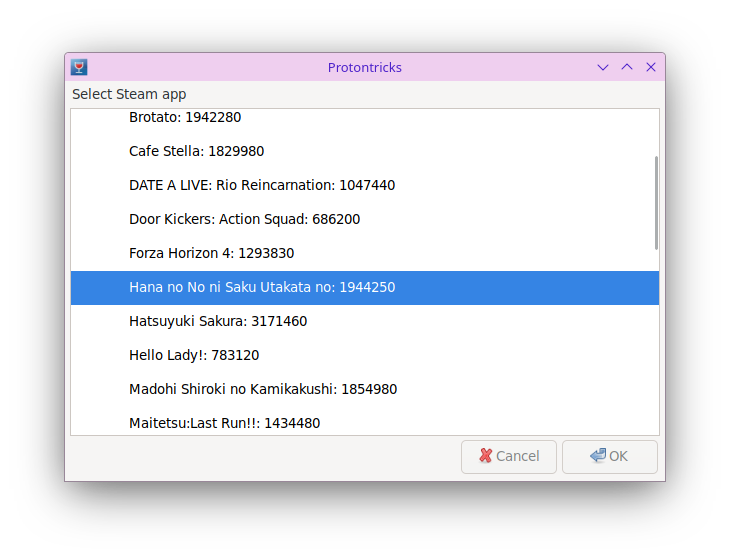 Protontricks
Select Steam app
Brotato: 1942280
Cafe Stella: 1829980
DATE A LIVE: Rio Reincarnation: 1047440
Door Kickers: Action Squad: 686200
Forza Horizon 4: 1293830
Hana no No ni Saku Utakata no: 1944250
Hatsuyuki Sakura: 3171460
Hello Lady!: 783120
Madohi Shiroki no Kamikakushi: 1854980
Maitetsu:Last Run!!: 1434480
Cancel
OK